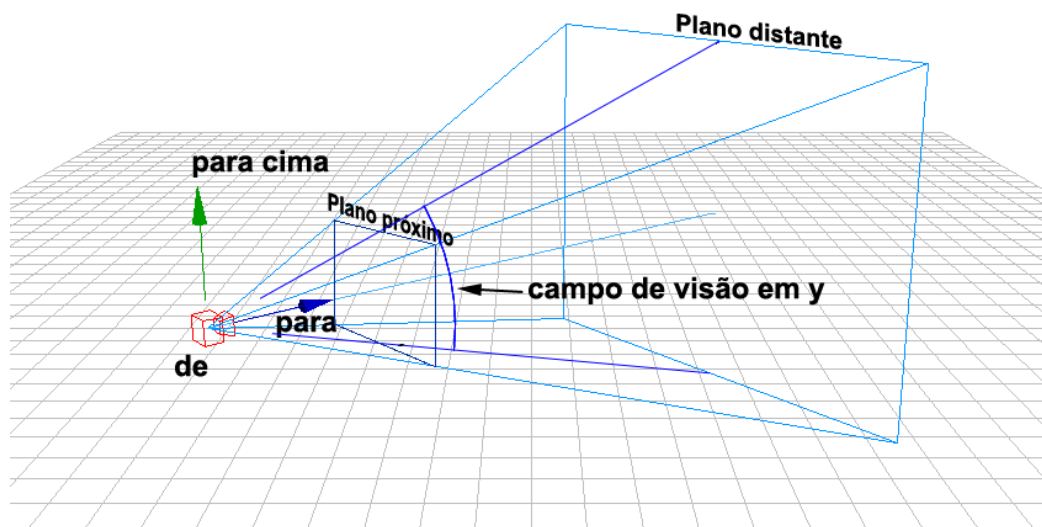 Plano distante
para cima
Plano próximo
campo de visão em y
para
de